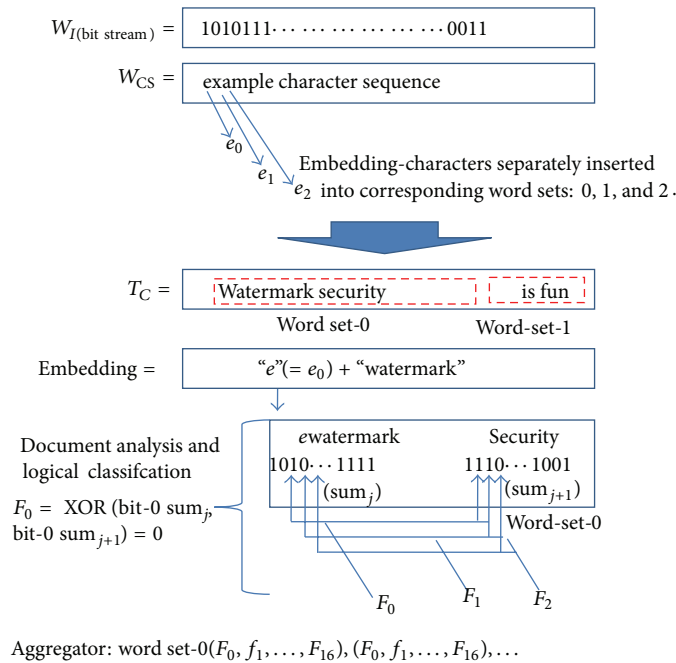 W_I(bit stream) = 1010111··· ··· ··· ··· ··· ··· ···0011
W_CS = example character sequence
e_0
e_1
Embedding-characters separately inserted
e_2 into corresponding word sets: 0, 1, and 2.
T_C = Watermark security is fun
Word set-0 Word-set-1
Embedding = “e”(= e_0) + “watermark”
Document analysis and
logical classifcation
F_0 = XOR (bit-0 sum_j,
bit-0 sum_{j+1}) = 0
ewatermark Security
1010···1111 1110···1001
(sum_j) (sum_{j+1})
Word-set-0
F_0 F_1 F_2
Aggregator: word set-0(F_0, f_1,..., F_16), (F_0, f_1,..., F_16),...